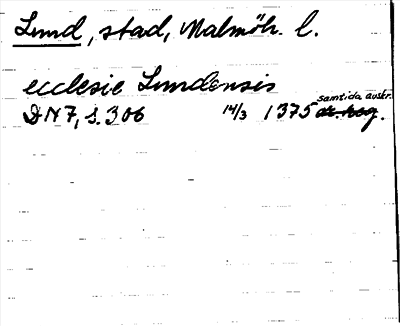 Lund, stad, Malmöh. l.
ecclesie Lundensis
DN 7, s. 306 14/3 1375 samtida avskr.